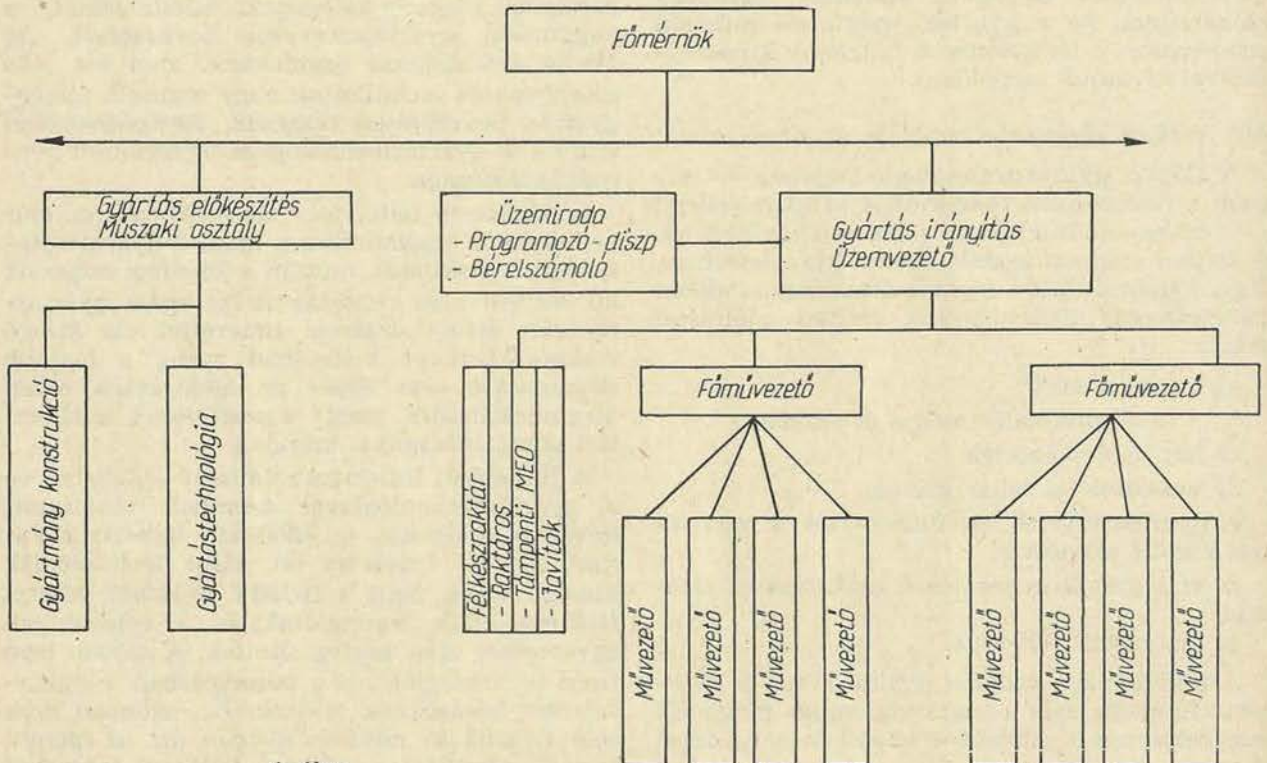 Főmérnök
Gyártás előkészítés
Műszaki osztály
Üzemiroda
- Programozó-diszp
- Bérelszámoló
Gyártás irányítás
Üzemvezető
Gyártmány konstrukció
Gyártástechnológia
Félkészraktár
- Raktáros
- Támponti MEO
Javítók
Főművezető
Főművezető
Művezető
Művezető
Művezető
Művezető
Művezető
Művezető
Művezető
Művezető